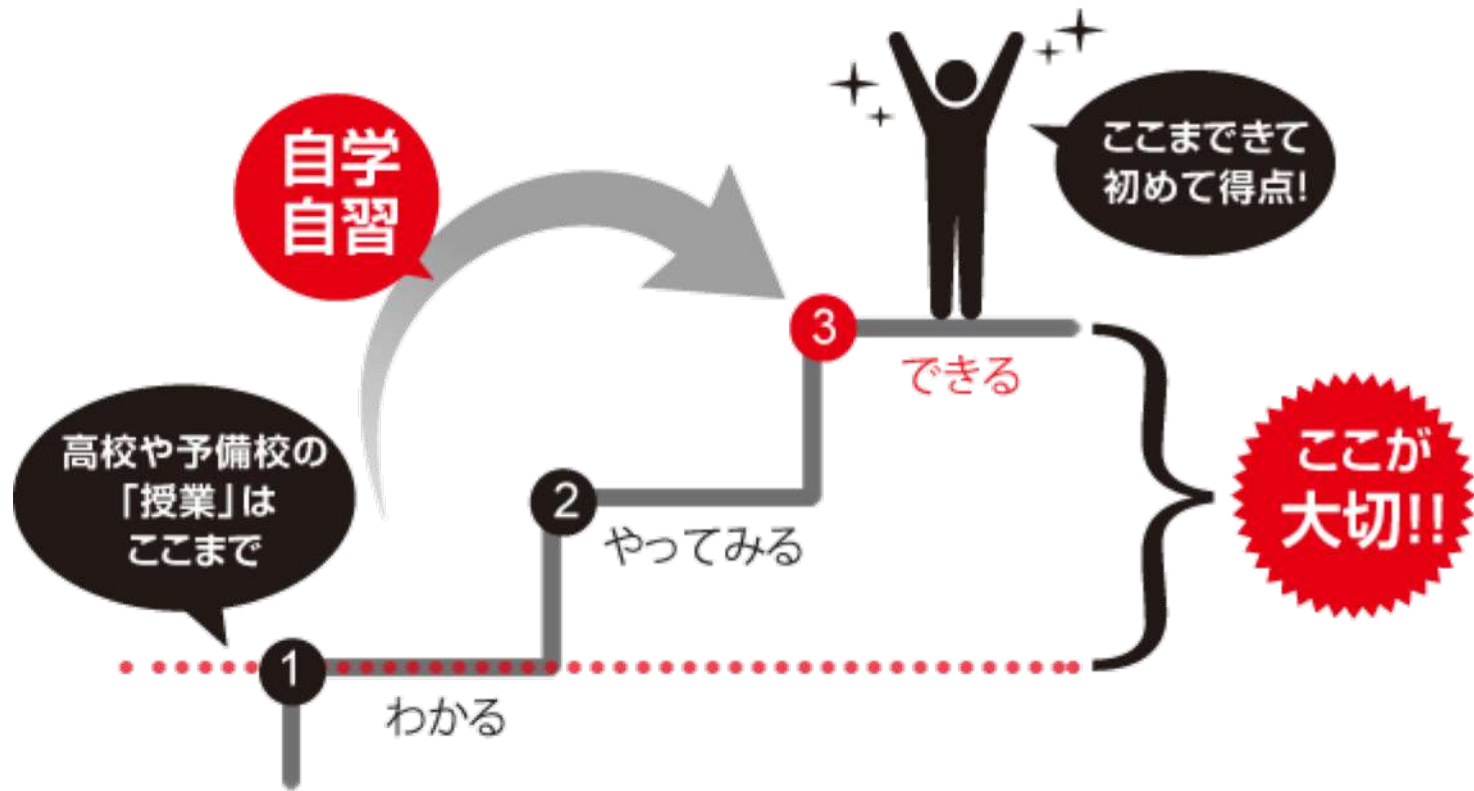 自学
自習
ここまできて
初めて得点!
3
できる
高校や予備校の
「授業」は
ここまで
2
やってみる
ここが
大切!!
1
わかる